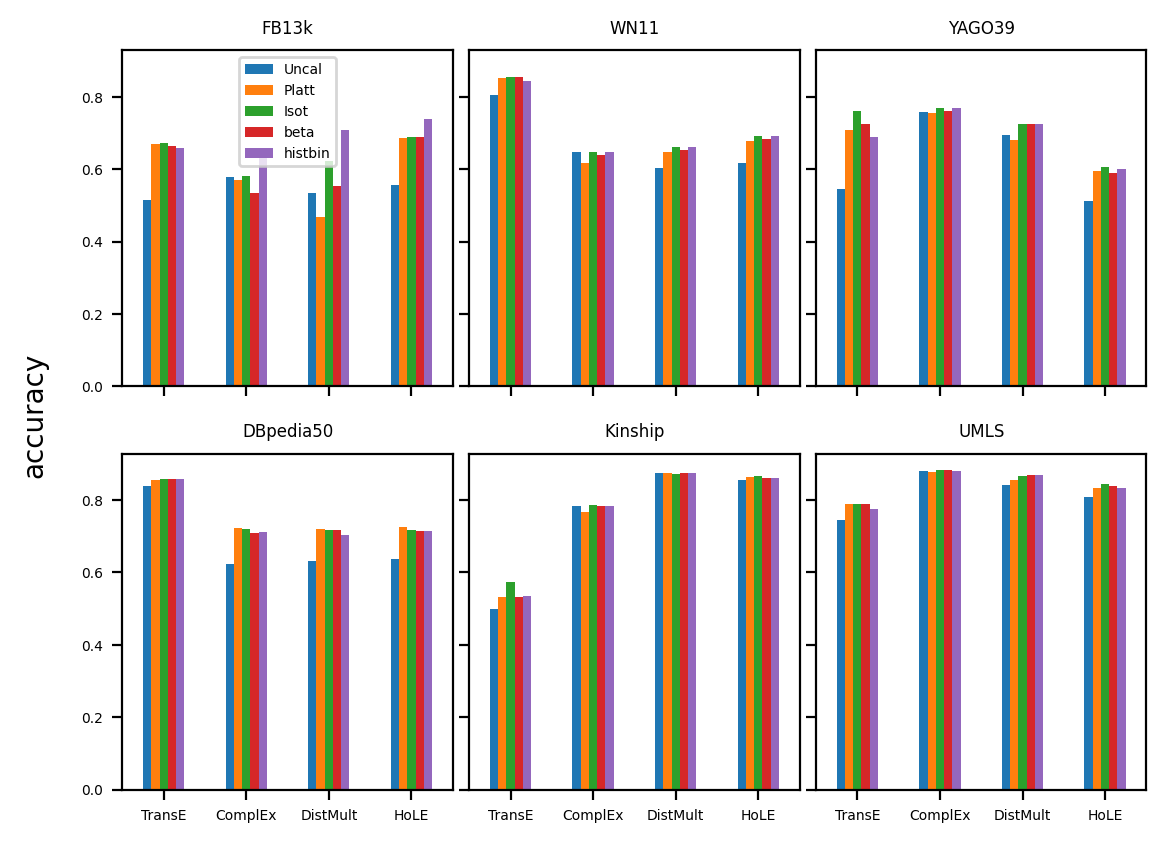 FB13k
WN11
YAGO39
Uncal
Platt
Isot
beta
histbin
0.8
0.6
0.4
0.2
0.0
accuracy
DBpedia50
Kinship
UMLS
0.8
0.6
0.4
0.2
0.0
TransE ComplEx DistMult HoLE
TransE ComplEx DistMult HoLE
TransE ComplEx DistMult HoLE